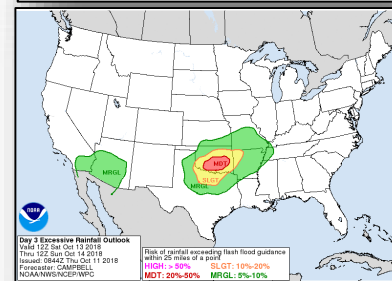 MRGL
MDT
SLGT
MRGL
NOAA
Day 3 Excessive Rainfall Outlook
Valid 12Z Sat Oct 13 2018
Thru 12Z Sun Oct 14 2018
Issued: 0844Z Thu Oct 11 2018
Forecaster: CAMPBELL
NOAA/NWS/NCEP/WPC
Risk of rainfall exceeding flash flood guidance
within 25 miles of a point
HIGH: > 50% SLGT: 10%-20%
MDT: 20%-50% MRGL: 5%-10%